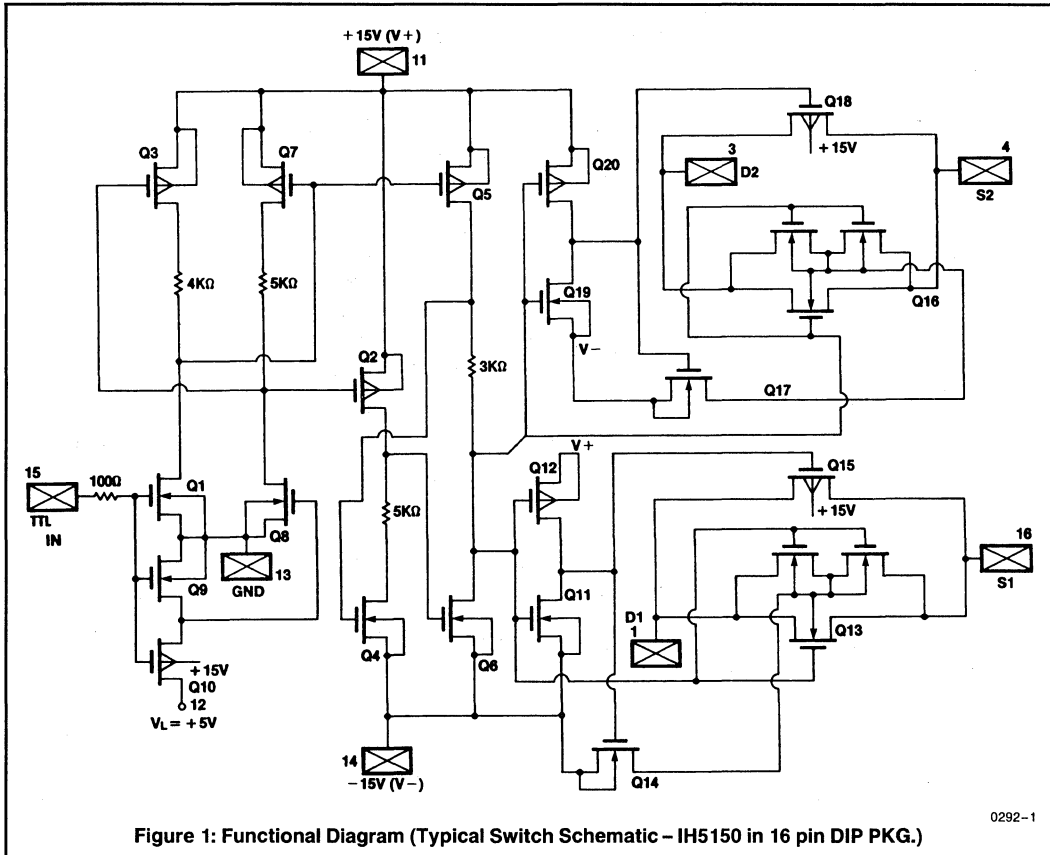 +15V (V+)
11
Q3
Q7
Q5
Q20
Q18
+15V
3
D2
4
S2
4KΩ
5KΩ
Q19
V−
Q16
Q2
3KΩ
Q17
15
100Ω
TTL
IN
Q1
Q8
Q9
13
GND
+15V
Q10
12
VL = +5V
5KΩ
Q4
Q6
V+
Q12
Q11
Q15
+15V
16
S1
D1
1
Q13
Q14
14
−15V (V−)
0292–1
Figure 1: Functional Diagram (Typical Switch Schematic – IH5150 in 16 pin DIP PKG.)